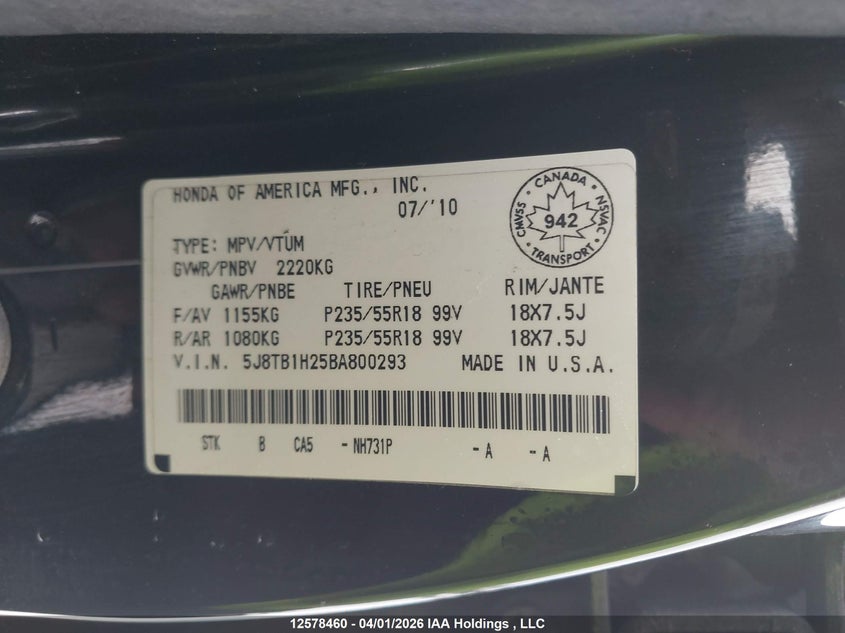 HONDA OF AMERICA MFG., INC.
07/'10
CANADA
CMVSS
942
NSVAC
TRANSPORT
TYPE: MPV/VTUM
GVWR/PNBV 2220KG
GAWR/PNBE TIRE/PNEU RIM/JANTE
F/AV 1155KG P235/55R18 99V 18X7.5J
R/AR 1080KG P235/55R18 99V 18X7.5J
V.I.N. 5J8TB1H25BA800293 MADE IN U.S.A.
STK B CA5 -NH731P -A -A
12578460 - 04/01/2026 IAA Holdings , LLC